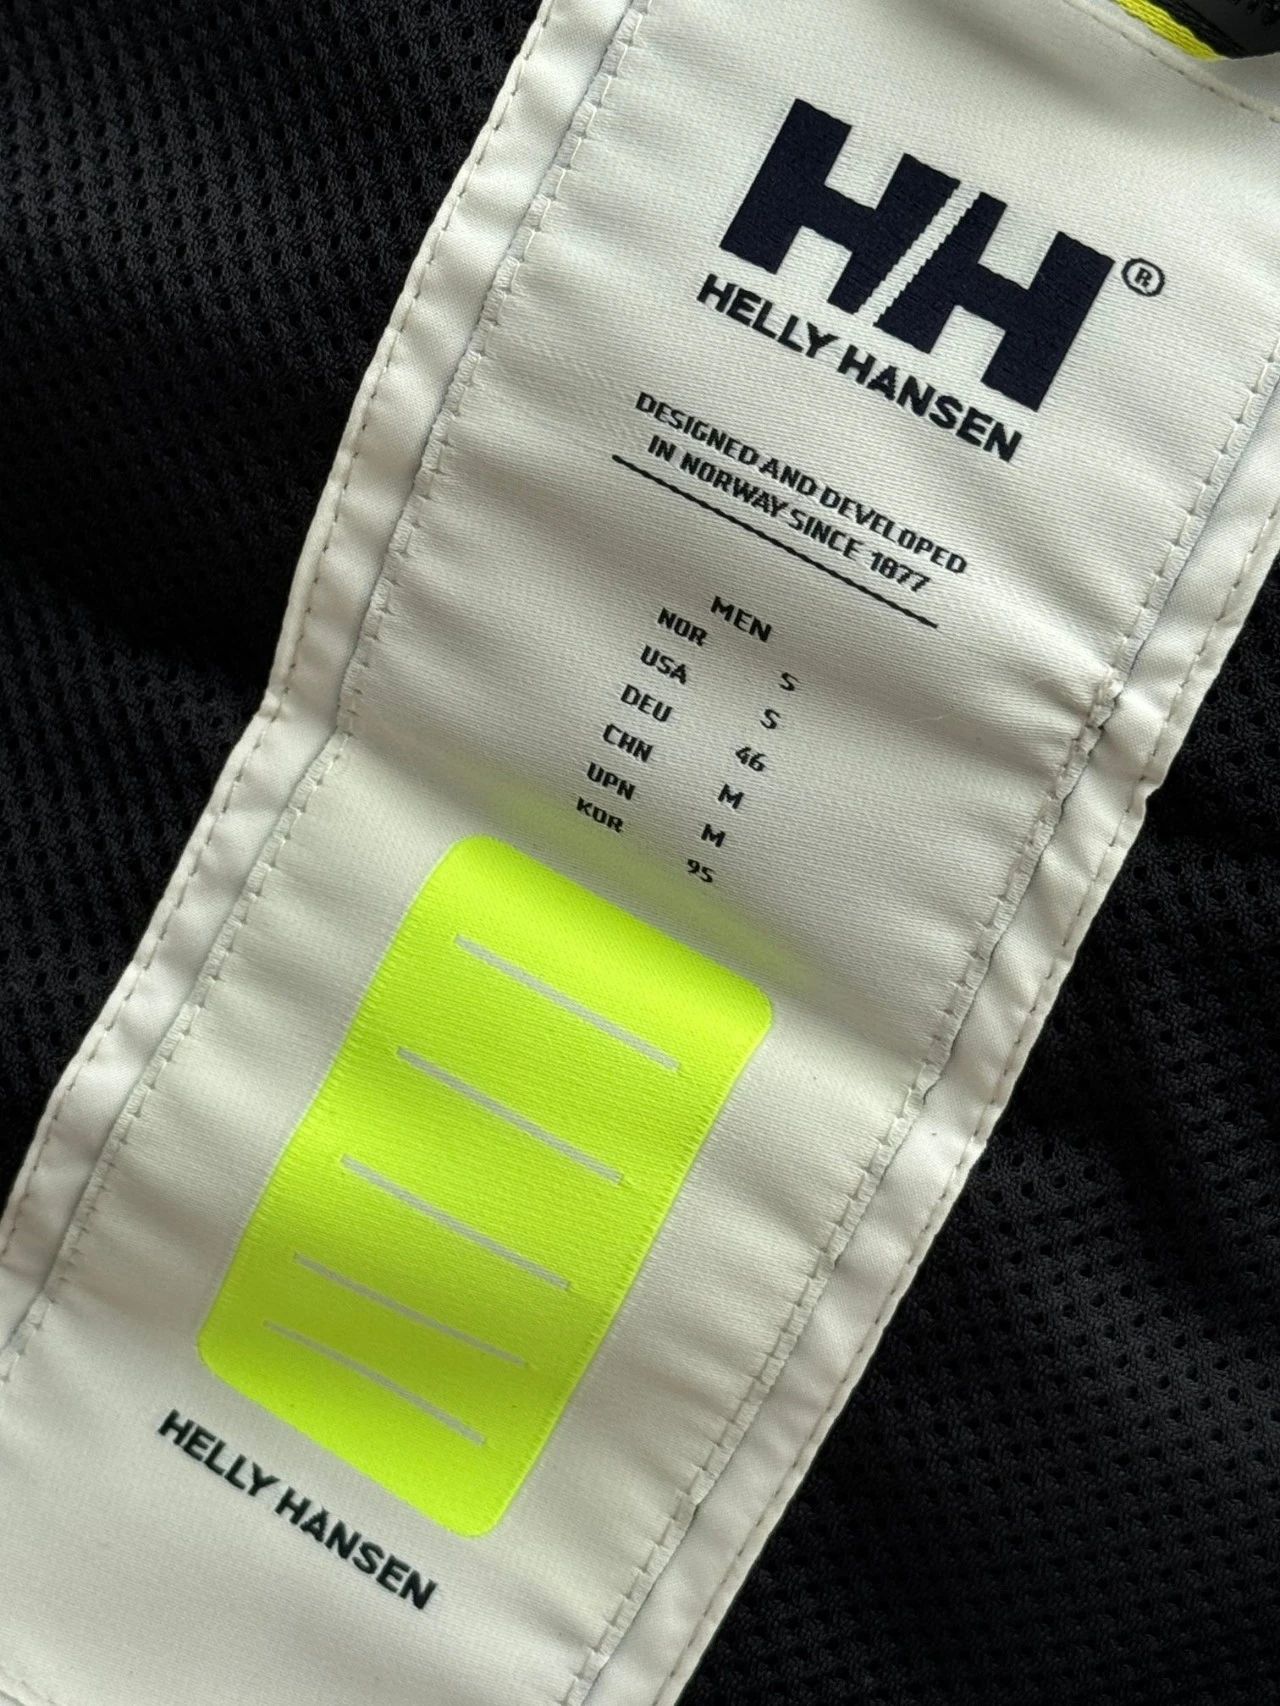 HH®
HELLY HANSEN
DESIGNED AND DEVELOPED
IN NORWAY SINCE 1877
MEN
NOR S
USA S
DEU 46
CHN M
UPN M
KOR 95
HELLY HANSEN